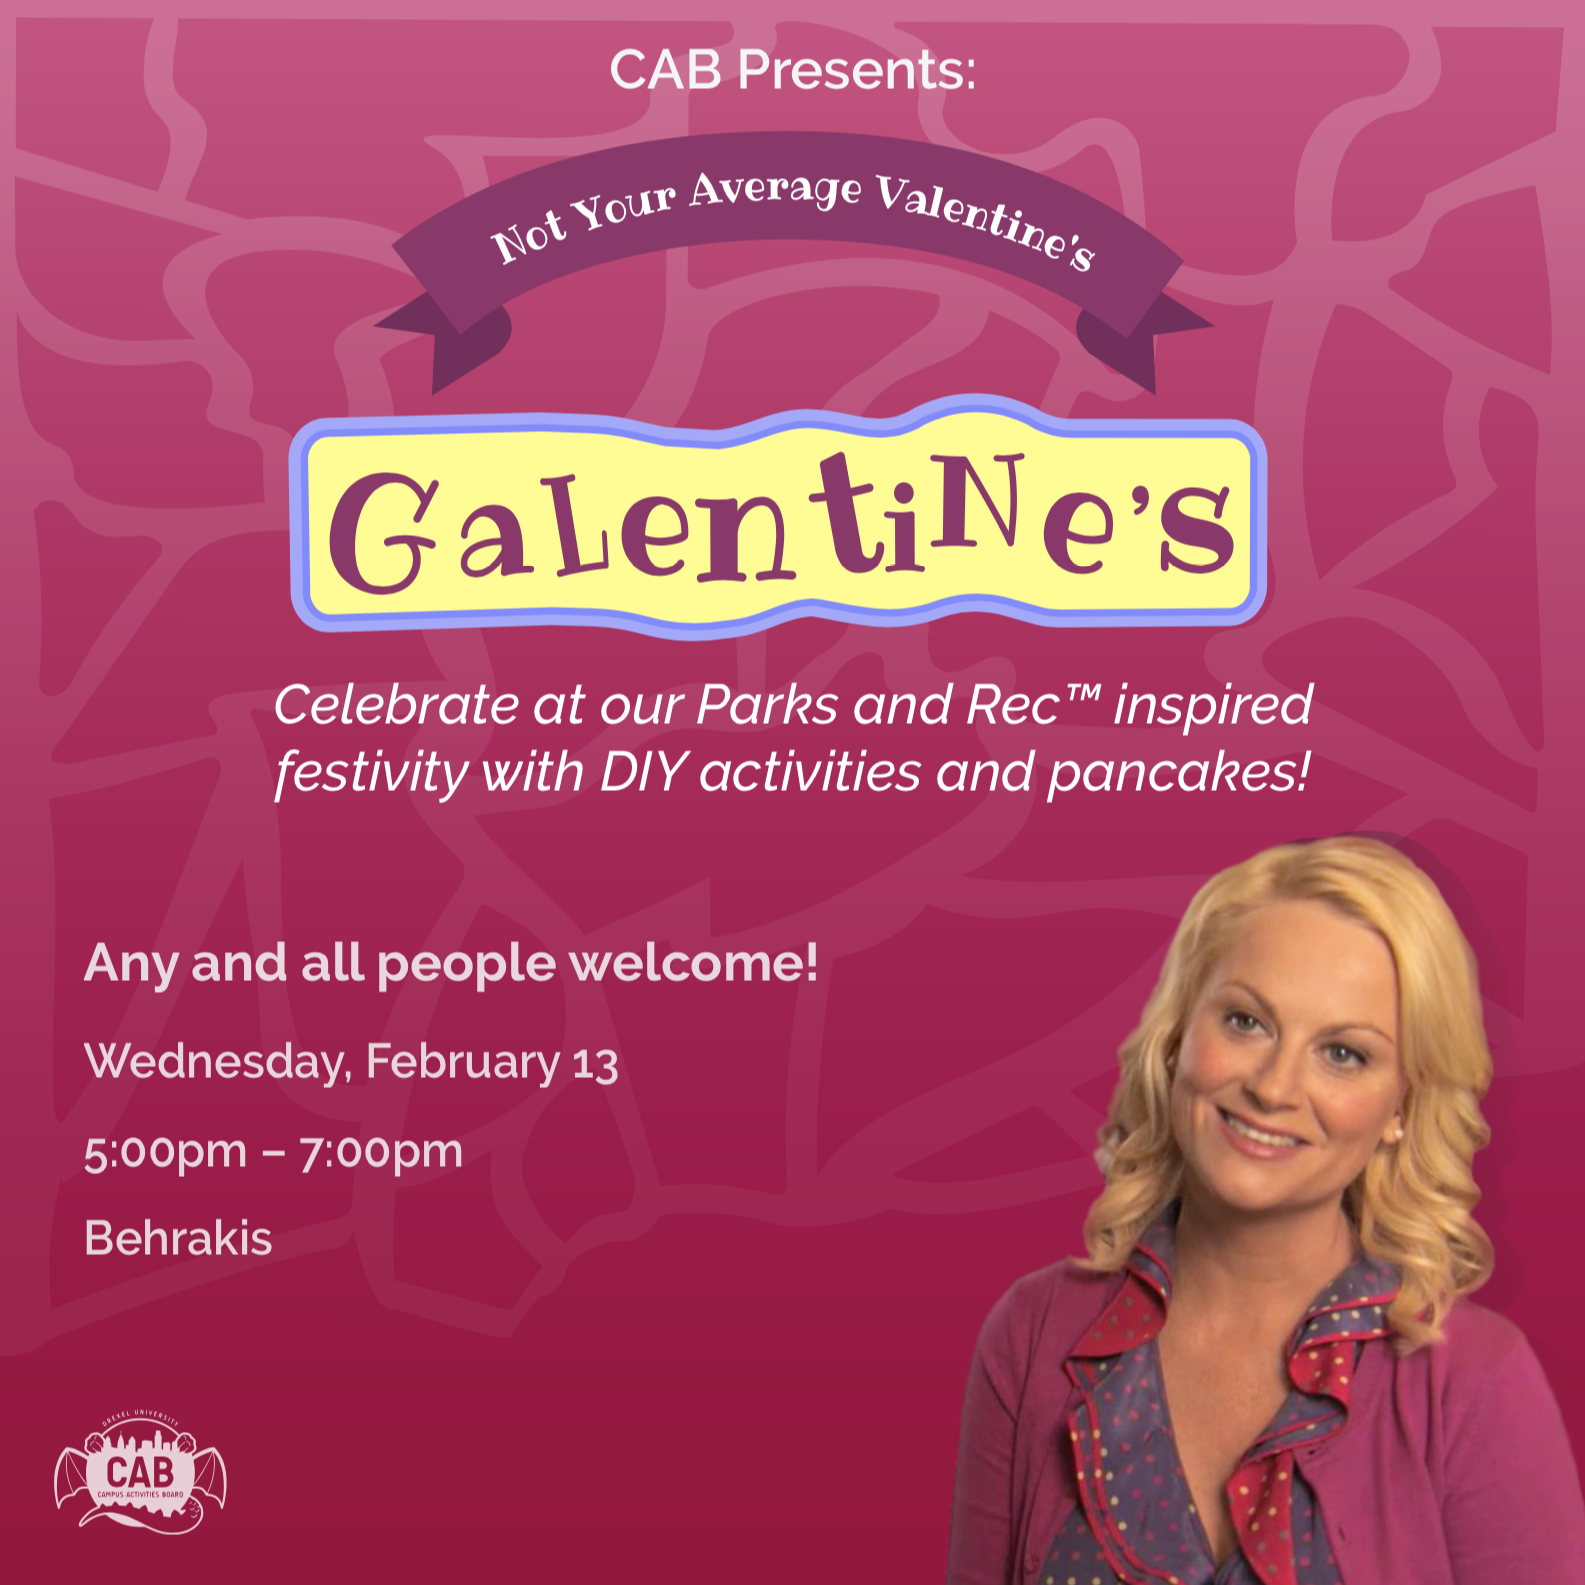 CAB Presents:
Not Your Average Valentine's
GaLentiNe's
Celebrate at our Parks and Rec™ inspired
festivity with DIY activities and pancakes!
Any and all people welcome!
Wednesday, February 13
5:00pm – 7:00pm
Behrakis
DREXEL UNIVERSITY
CAB
CAMPUS ACTIVITIES BOARD